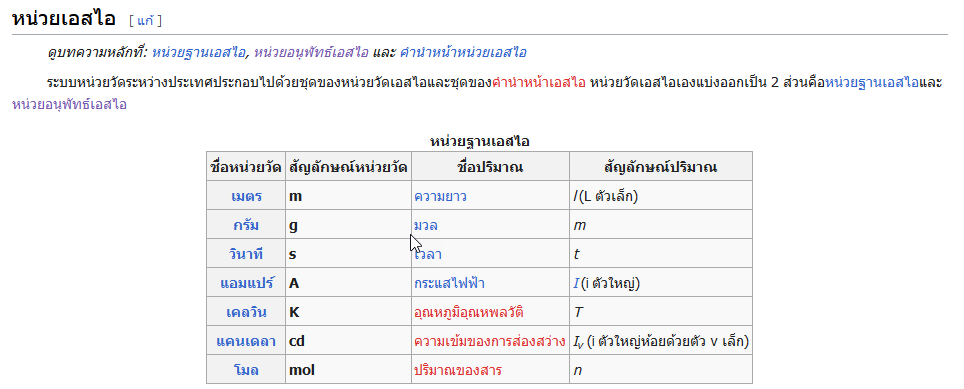 หน่วยเอสไอ [ แก้ ]
ดูบทความหลักที่: หน่วยฐานเอสไอ, หน่วยอนุพัทธ์เอสไอ และ คำนำหน้าหน่วยเอสไอ
ระบบหน่วยวัดระหว่างประเทศประกอบไปด้วยชุดของหน่วยวัดเอสไอและชุดของคำนำหน้าเอสไอ หน่วยวัดเอสไอเองแบ่งออกเป็น 2 ส่วนคือหน่วยฐานเอสไอและ
หน่วยอนุพัทธ์เอสไอ
หน่วยฐานเอสไอ
ชื่อหน่วยวัด สัญลักษณ์หน่วยวัด ชื่อปริมาณ สัญลักษณ์ปริมาณ
เมตร m ความยาว l (L ตัวเล็ก)
กรัม g มวล m
วินาที s เวลา t
แอมแปร์ A กระแสไฟฟ้า I (i ตัวใหญ่)
เคลวิน K อุณหภูมิอุณหพลวัติ T
แคนเดลา cd ความเข้มของการส่องสว่าง Iv (i ตัวใหญ่ห้อยด้วยตัว v เล็ก)
โมล mol ปริมาณของสาร n